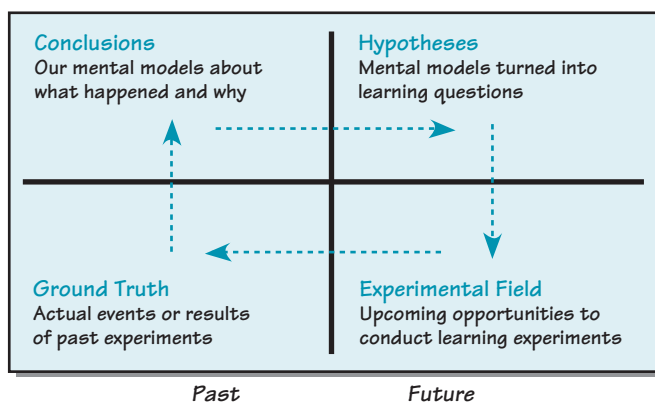 Conclusions
Our mental models about
what happened and why
Hypotheses
Mental models turned into
learning questions
Ground Truth
Actual events or results
of past experiments
Experimental Field
Upcoming opportunities to
conduct learning experiments
Past
Future